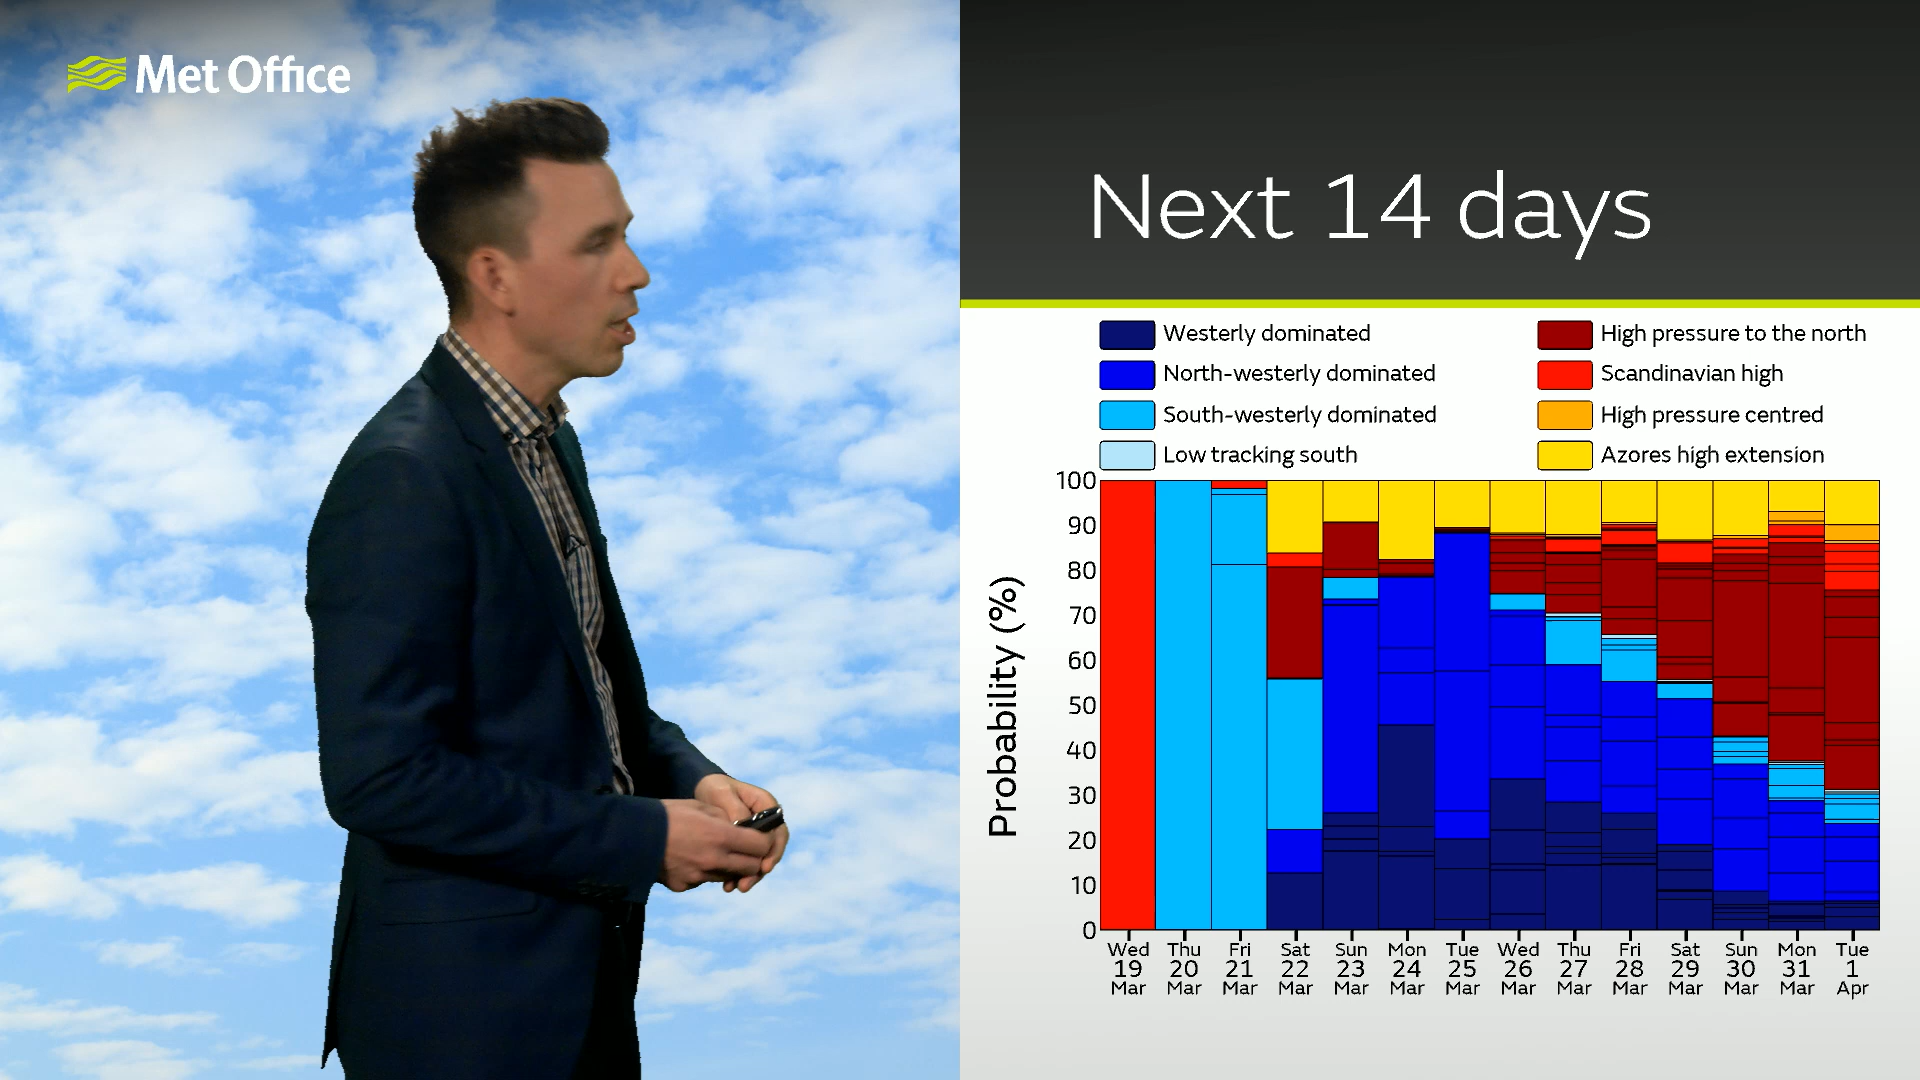 Met Office
Next 14 days
Westerly dominated
North-westerly dominated
South-westerly dominated
Low tracking south
High pressure to the north
Scandinavian high
High pressure centred
Azores high extension
Probability (%)
100
90
80
70
60
50
40
30
20
10
0
Wed Thu Fri Sat Sun Mon Tue Wed Thu Fri Sat Sun Mon Tue
19 20 21 22 23 24 25 26 27 28 29 30 31 1
Mar Mar Mar Mar Mar Mar Mar Mar Mar Mar Mar Mar Mar Apr